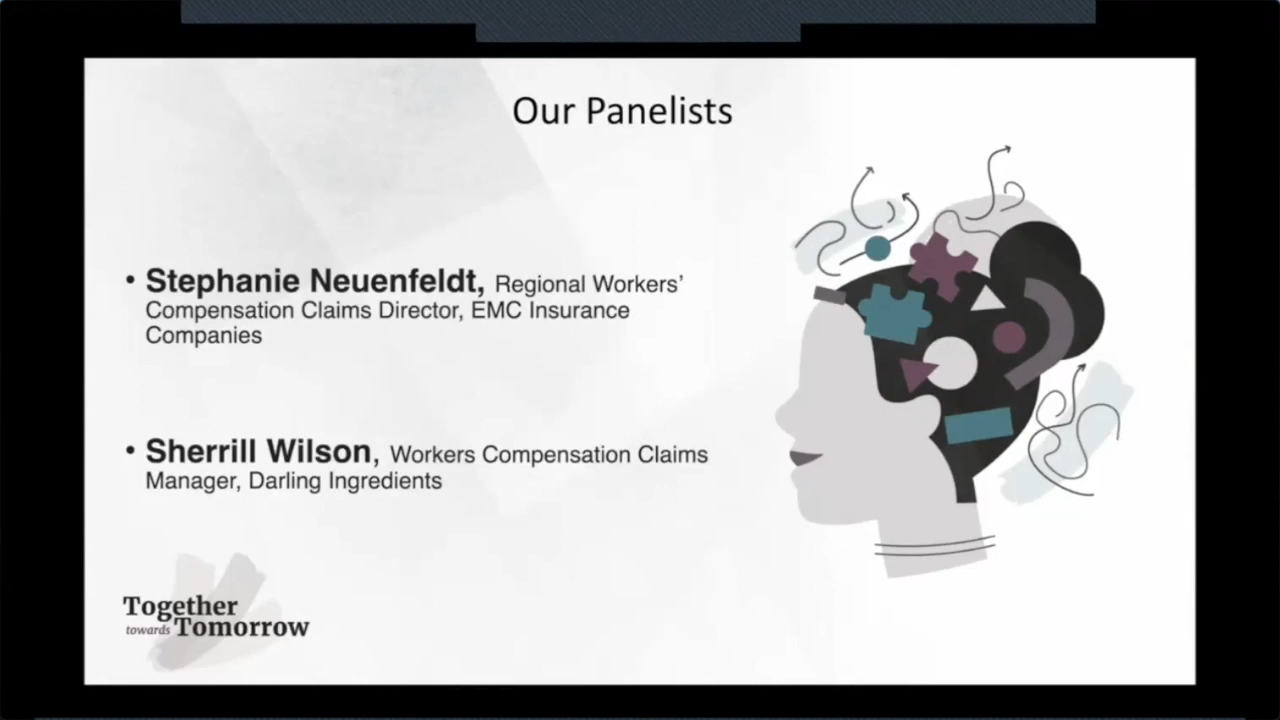 Our Panelists
• Stephanie Neuenfeldt, Regional Workers’
Compensation Claims Director, EMC Insurance
Companies
• Sherrill Wilson, Workers Compensation Claims
Manager, Darling Ingredients
Together
towards Tomorrow